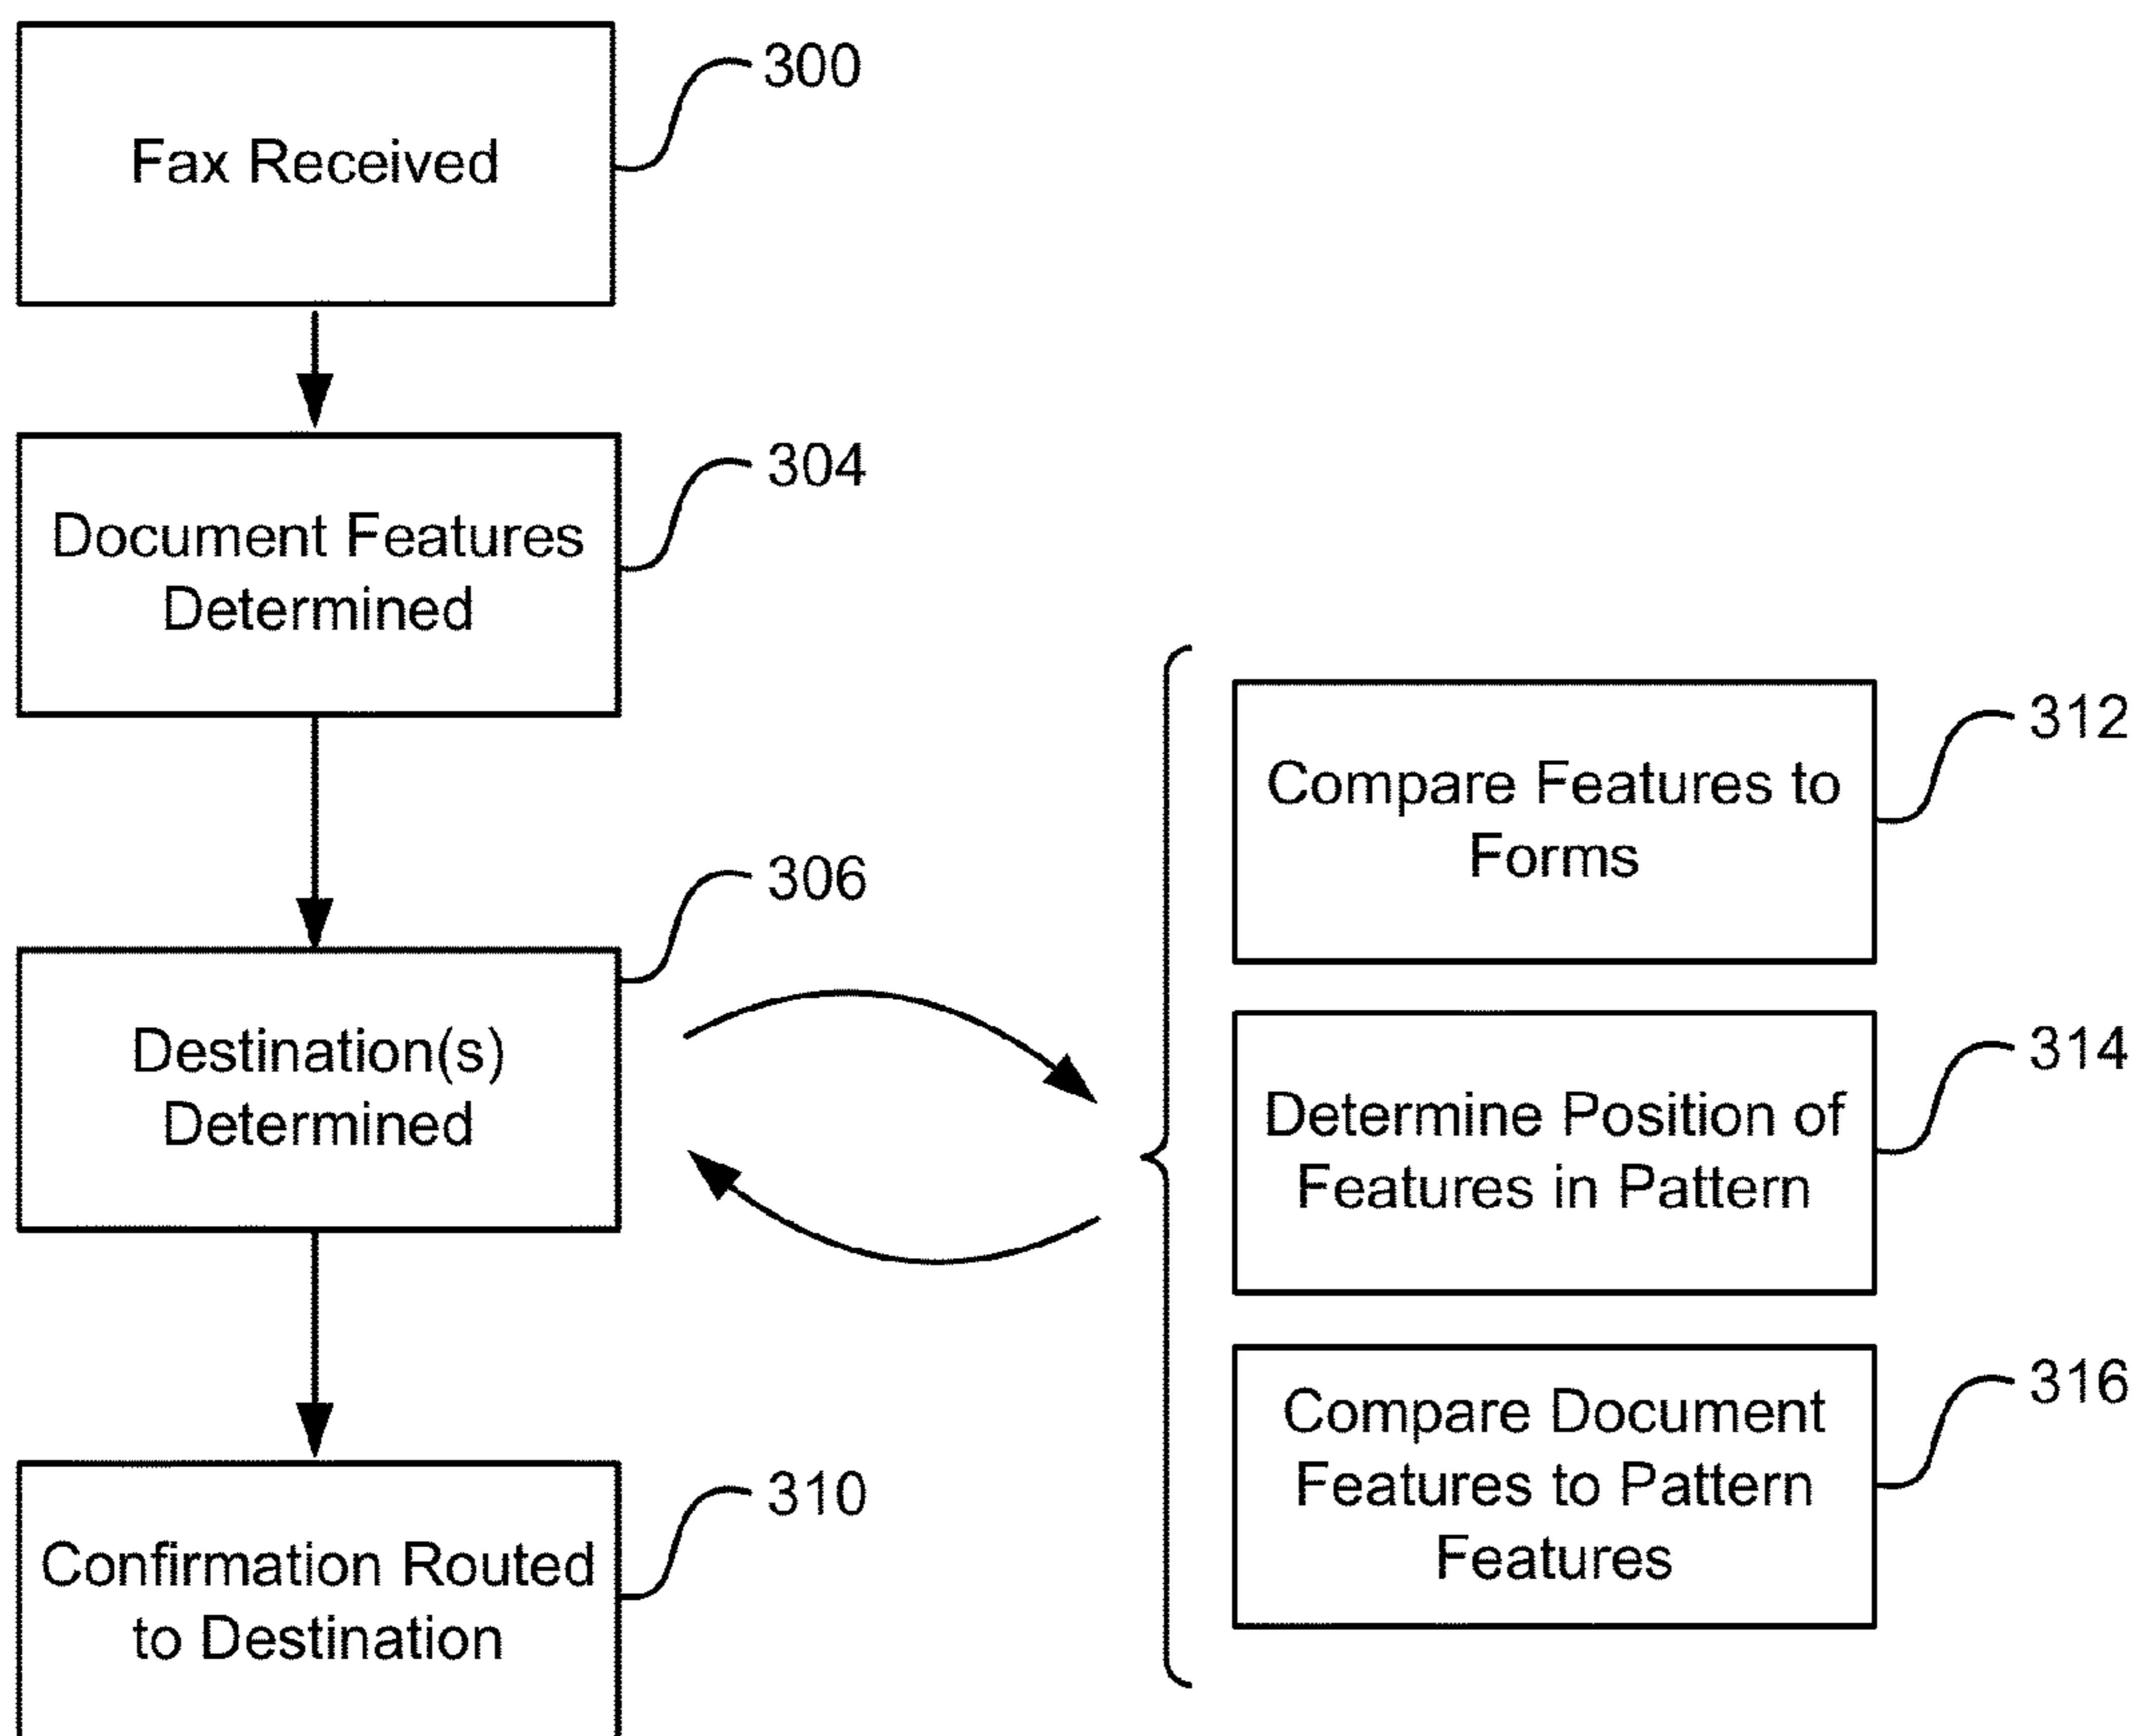 Fax Received
300
Document Features
Determined
304
Destination(s)
Determined
306
Confirmation Routed
to Destination
310
Compare Features to
Forms
312
Determine Position of
Features in Pattern
314
Compare Document
Features to Pattern
Features
316